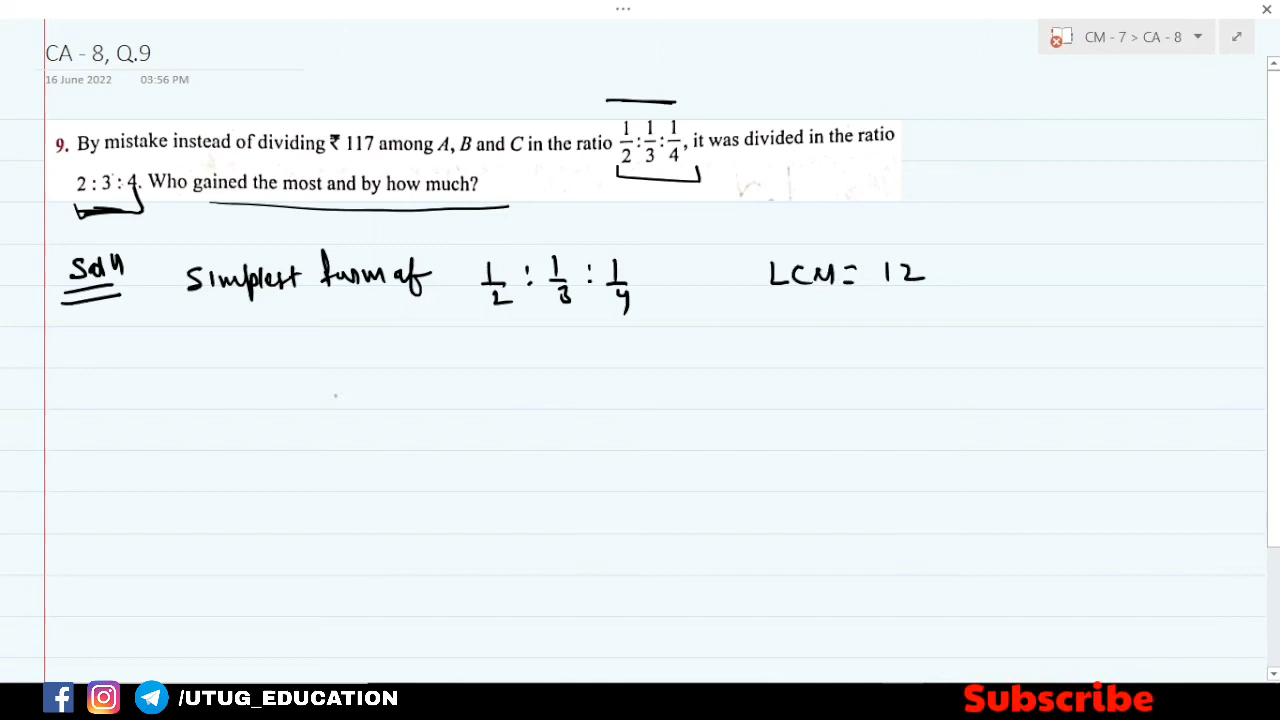 ...
CM - 7 > CA - 8
CA - 8, Q.9
16 June 2022 03:56 PM
9. By mistake instead of dividing ₹ 117 among A, B and C in the ratio 1/2 : 1/3 : 1/4, it was divided in the ratio
2 : 3 : 4. Who gained the most and by how much?
Soln Simplest form of 1/2 : 1/3 : 1/4 LCM = 12
/UTUG_EDUCATION
Subscribe